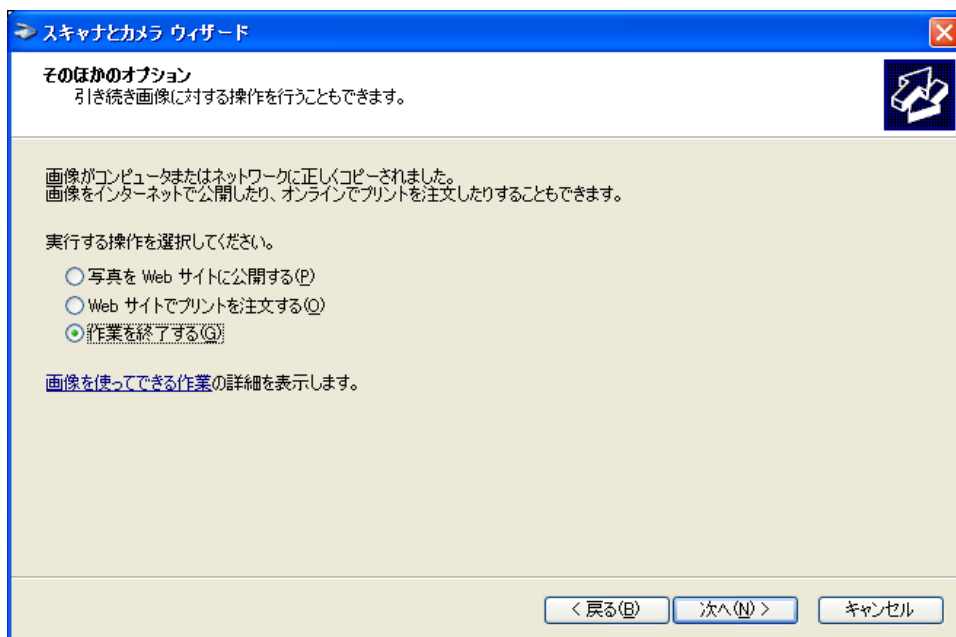 スキャナとカメラ ウィザード
そのほかのオプション
引き続き画像に対する操作を行うこともできます。
画像がコンピュータまたはネットワークに正しくコピーされました。
画像をインターネットで公開したり、オンラインでプリントを注文したりすることもできます。
実行する操作を選択してください。
写真を Web サイトに公開する(P)
Web サイトでプリントを注文する(O)
作業を終了する(G)
画像を使ってできる作業の詳細を表示します。
< 戻る(B) 次へ(N) > キャンセル